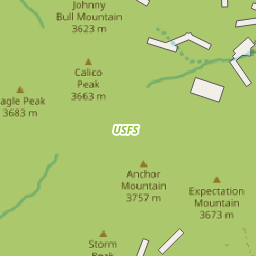 Johnny
Bull Mountain
3623 m
Calico
Peak
3663 m
agle Peak
3683 m
USFS
Anchor
Mountain
3757 m
Expectation
Mountain
3673 m
Storm